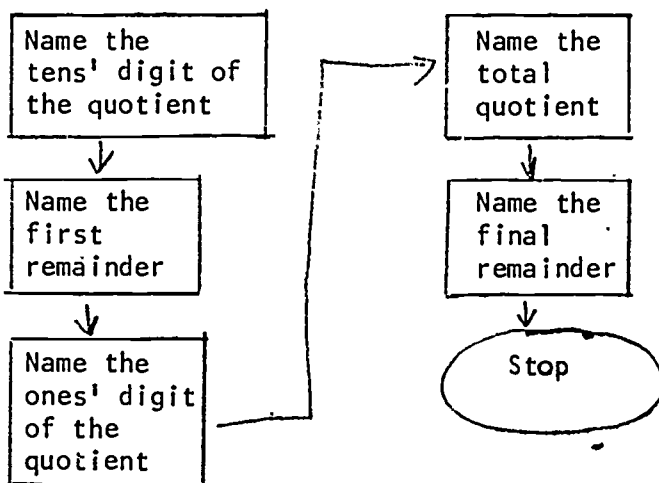 Name the
tens' digit of
the quotient
Name the
first
remainder
Name the
ones' digit
of the
quotient
Name the
total
quotient
Name the
final
remainder
Stop